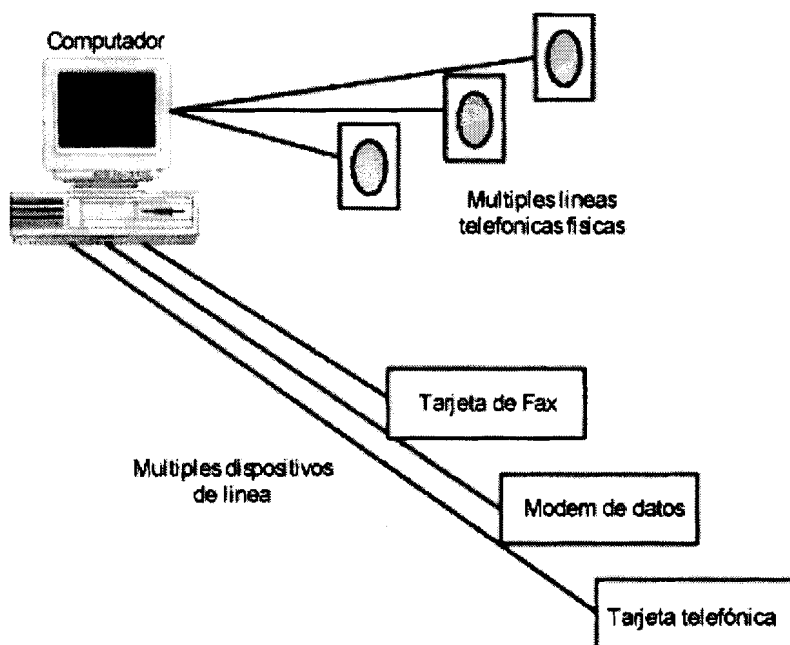 Computador
Multiples lineas
telefonicas fisicas
Tarjeta de Fax
Multiples dispositivos
de linea
Modem de datos
Tarjeta telefónica